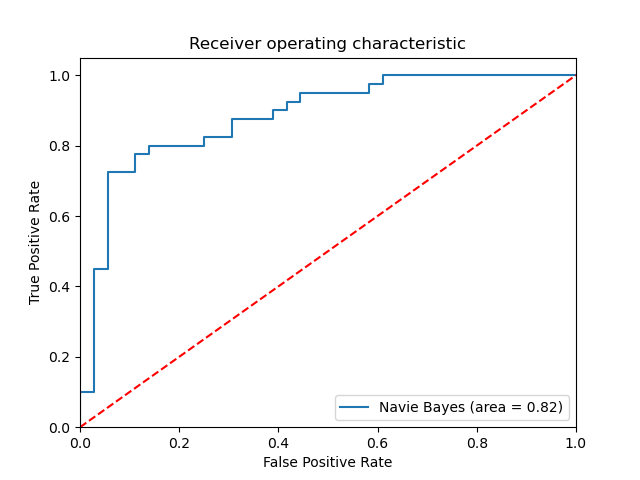 Receiver operating characteristic
1.0
0.8
0.6
0.4
0.2
0.0
True Positive Rate
Navie Bayes (area = 0.82)
0.0 0.2 0.4 0.6 0.8 1.0
False Positive Rate